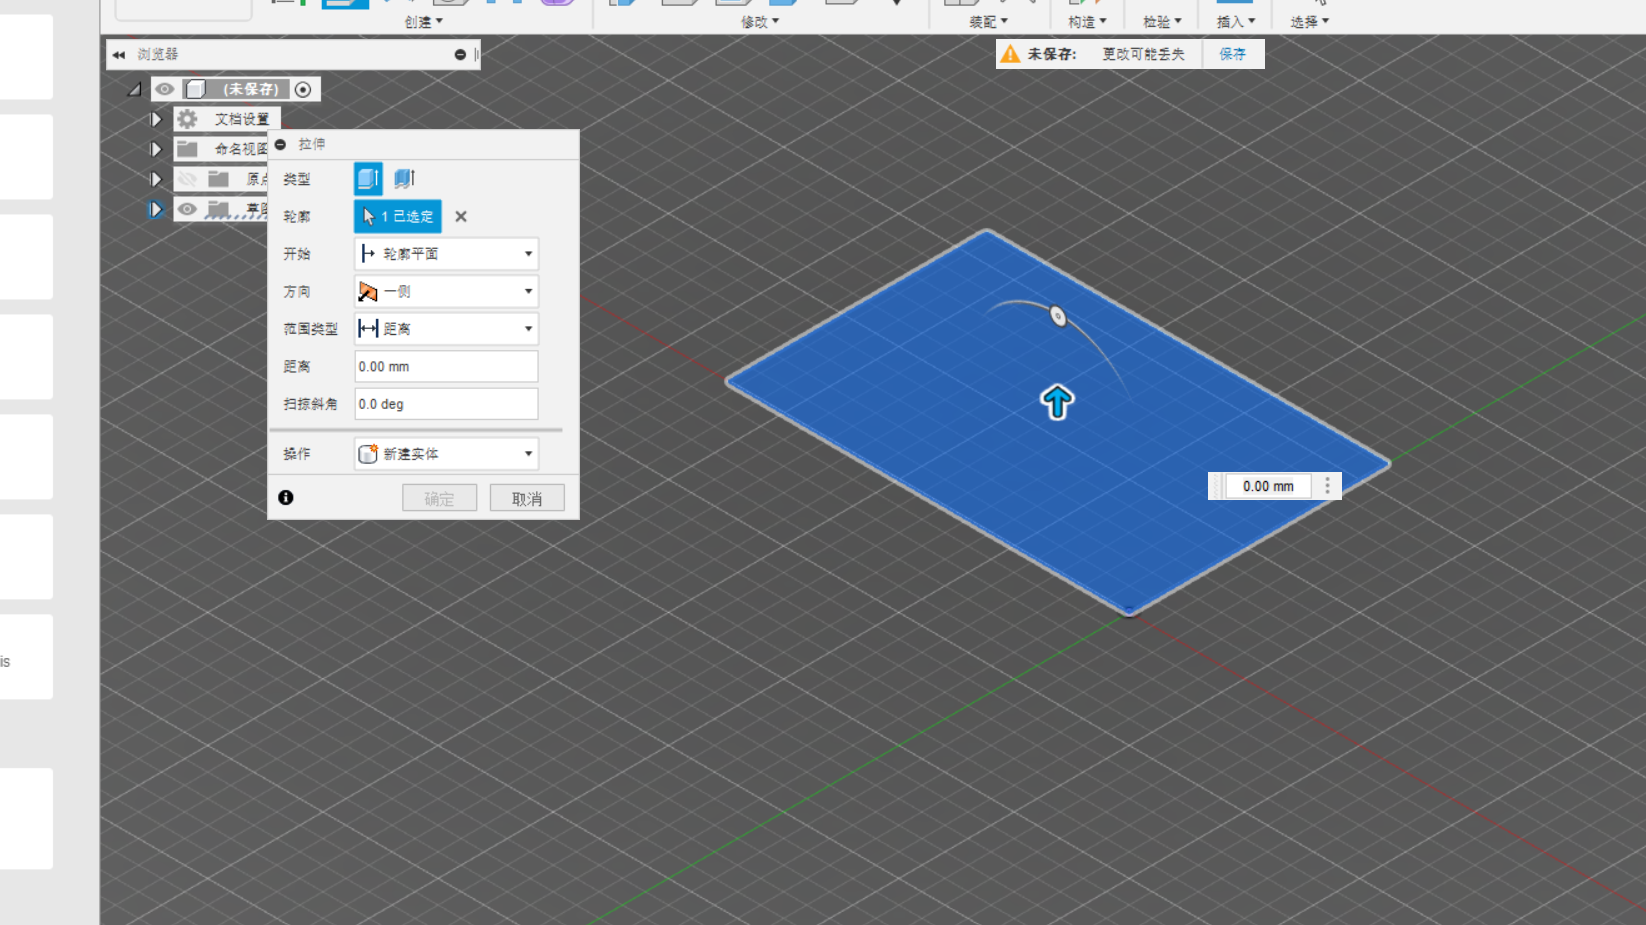 创建▾
修改▾
装配▾
构造▾
检验▾
插入▾
选择▾
浏览器
未保存:
更改可能丢失
保存
(未保存)
文档设置
命名视图
原点
草图
拉伸
类型
轮廓
1 已选定
开始
轮廓平面
方向
一侧
范围类型
距离
距离
0.00 mm
扫掠斜角
0.0 deg
操作
新建实体
确定
取消
0.00 mm
is